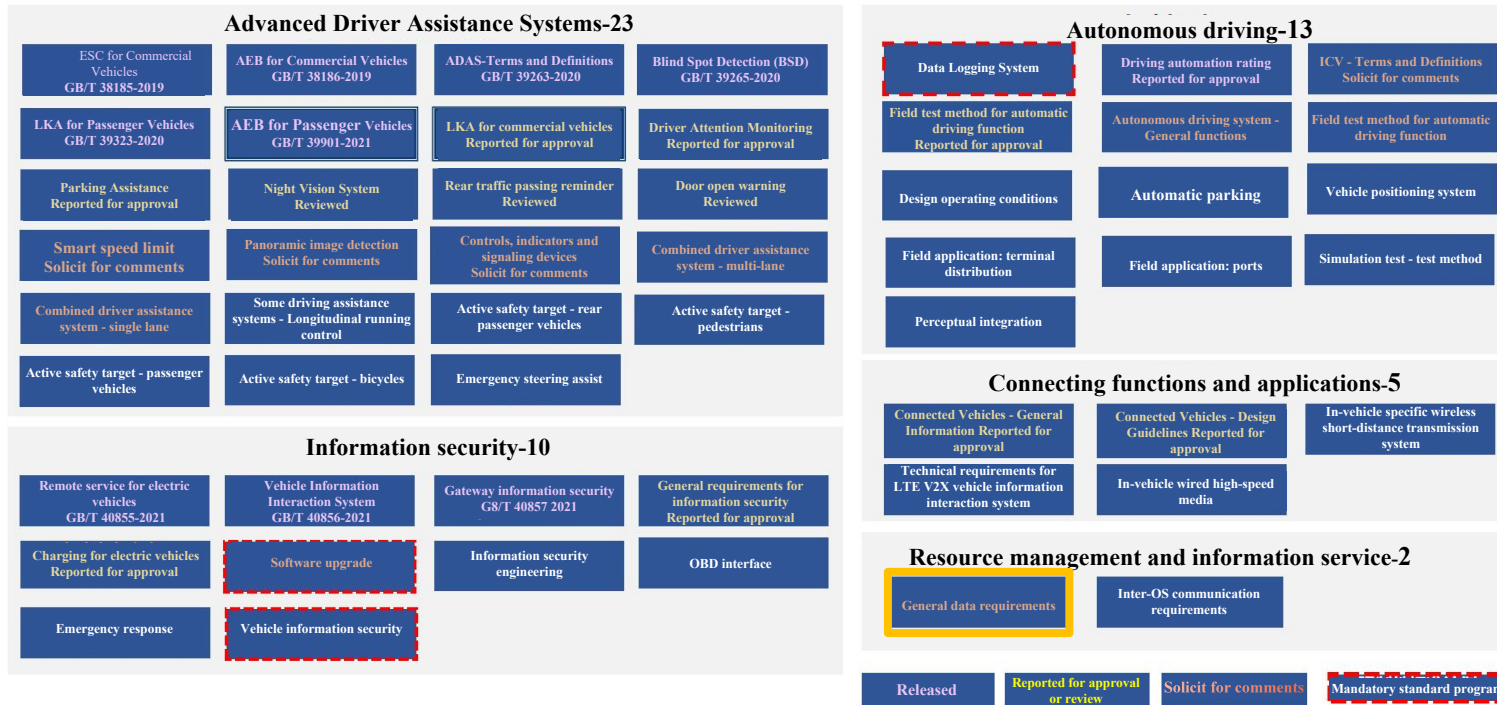 Advanced Driver Assistance Systems-23
ESC for Commercial
Vehicles
GB/T 38185-2019
AEB for Commercial Vehicles
GB/T 38186-2019
ADAS-Terms and Definitions
GB/T 39263-2020
Blind Spot Detection (BSD)
GB/T 39265-2020
LKA for Passenger Vehicles
GB/T 39323-2020
AEB for Passenger Vehicles
GB/T 39901-2021
LKA for commercial vehicles
Reported for approval
Driver Attention Monitoring
Reported for approval
Parking Assistance
Reported for approval
Night Vision System
Reviewed
Rear traffic passing reminder
Reviewed
Door open warning
Reviewed
Smart speed limit
Solicit for comments
Panoramic image detection
Solicit for comments
Controls, indicators and
signaling devices
Solicit for comments
Combined driver assistance
system - multi-lane
Combined driver assistance
system - single lane
Some driving assistance
systems - Longitudinal running
control
Active safety target - rear
passenger vehicles
Active safety target -
pedestrians
Active safety target - passenger
vehicles
Active safety target - bicycles
Emergency steering assist
Information security-10
Remote service for electric
vehicles
GB/T 40855-2021
Vehicle Information
Interaction System
GB/T 40856-2021
Gateway information security
G8/T 40857 2021
General requirements for
information security
Reported for approval
Charging for electric vehicles
Reported for approval
Software upgrade
Information security
engineering
OBD interface
Emergency response
Vehicle information security
Autonomous driving-13
Data Logging System
Driving automation rating
Reported for approval
ICV - Terms and Definitions
Solicit for comments
Field test method for automatic
driving function
Reported for approval
Autonomous driving system -
General functions
Field test method for automatic
driving function
Design operating conditions
Automatic parking
Vehicle positioning system
Field application: terminal
distribution
Field application: ports
Simulation test - test method
Perceptual integration
Connecting functions and applications-5
Connected Vehicles - General
Information Reported for
approval
Connected Vehicles - Design
Guidelines Reported for
approval
In-vehicle specific wireless
short-distance transmission
system
Technical requirements for
LTE V2X vehicle information
interaction system
In-vehicle wired high-speed
media
Resource management and information service-2
General data requirements
Inter-OS communication
requirements
Released
Reported for approval
or review
Solicit for comments
Mandatory standard program